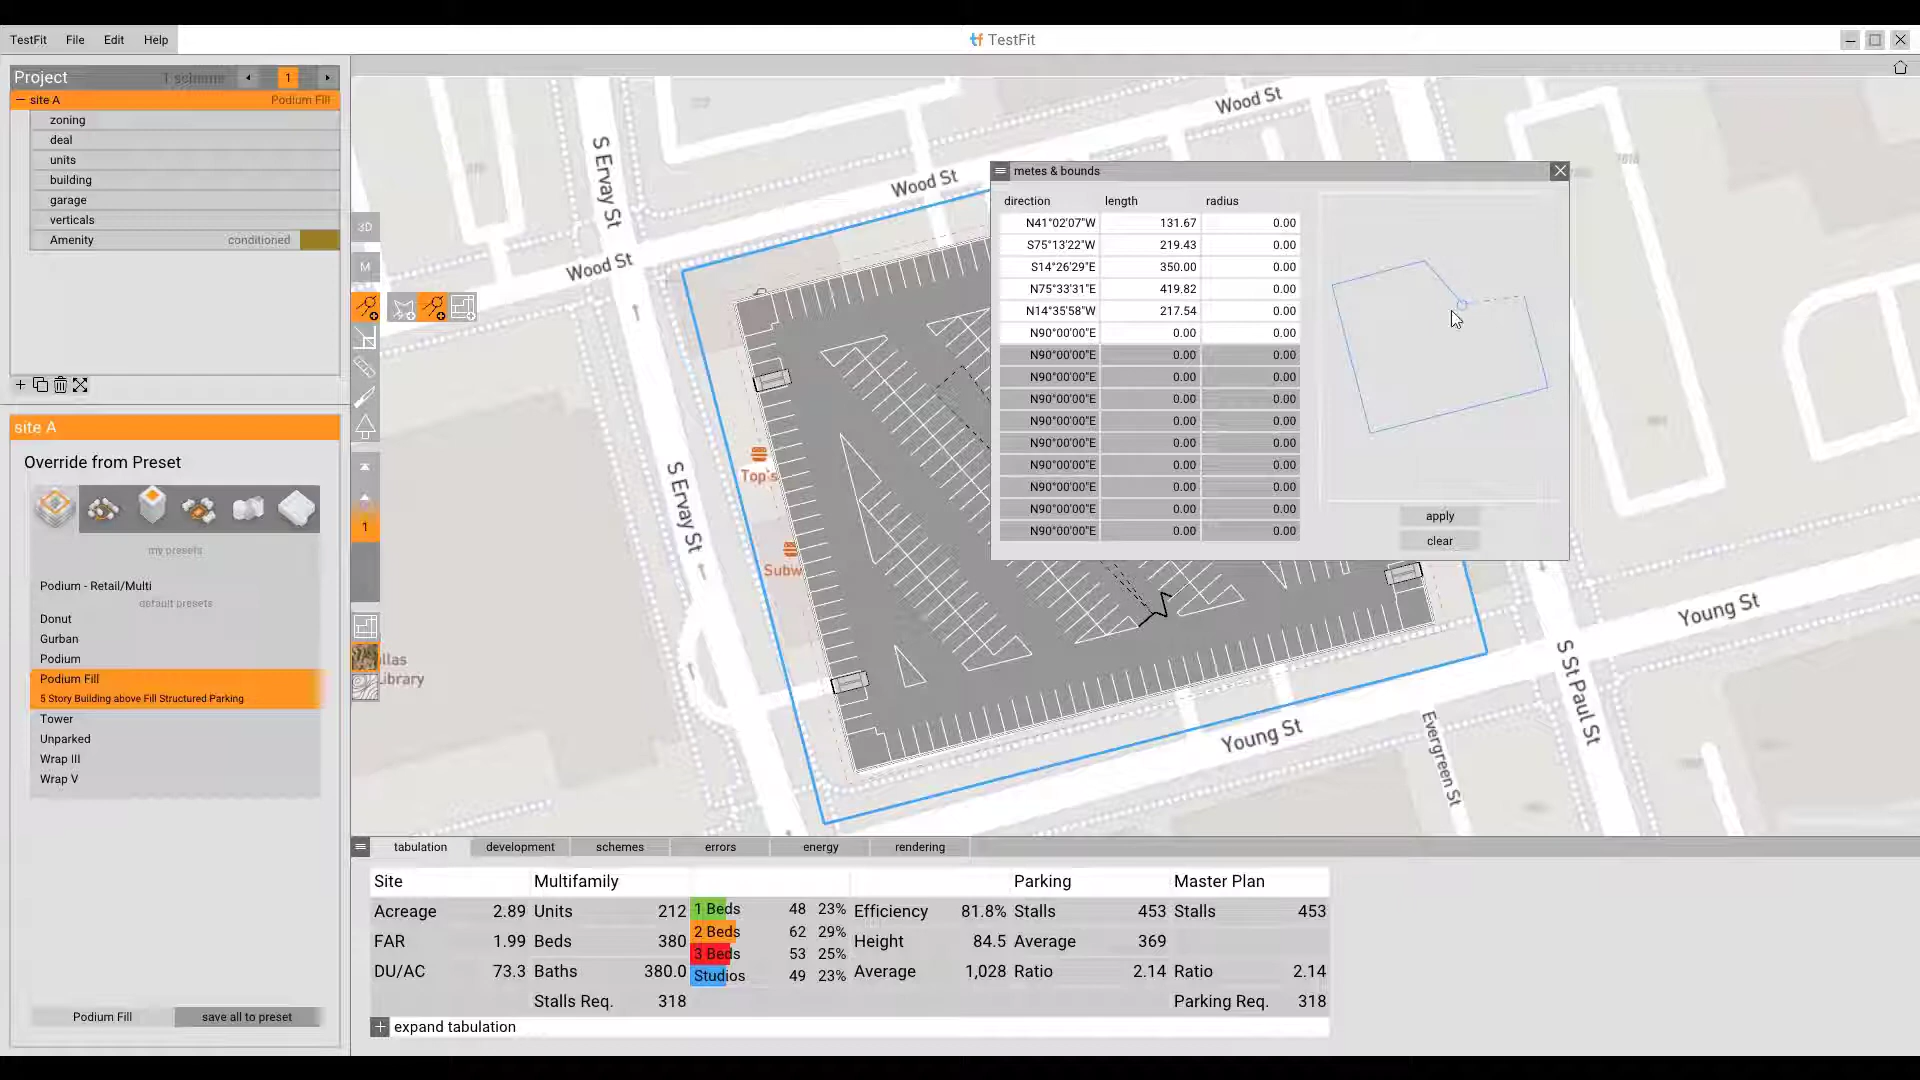 TestFit File Edit Help
TestFit
Project 1 scheme 1
site A Podium Fill
zoning
deal
units
building
garage
verticals
Amenity conditioned
site A
Override from Preset
my presets
Podium - Retail/Multi
default presets
Donut
Gurban
Podium
Podium Fill
5 Story Building above Fill Structured Parking
Tower
Unparked
Wrap III
Wrap V
Podium Fill save all to preset
3D
M
1
Wood St
Wood St
Wood St
S Ervay St
S Ervay St
Top's
Subw
llas
ibrary
Young St
Young St
S St Paul St
Evergreen St
metes & bounds
direction length radius
N41°02'07"W 131.67 0.00
S75°13'22"W 219.43 0.00
S14°26'29"E 350.00 0.00
N75°33'31"E 419.82 0.00
N14°35'58"W 217.54 0.00
N90°00'00"E 0.00 0.00
N90°00'00"E 0.00 0.00
N90°00'00"E 0.00 0.00
N90°00'00"E 0.00 0.00
N90°00'00"E 0.00 0.00
N90°00'00"E 0.00 0.00
N90°00'00"E 0.00 0.00
N90°00'00"E 0.00 0.00
N90°00'00"E 0.00 0.00
N90°00'00"E 0.00 0.00
apply
clear
tabulation development schemes errors energy rendering
Site Multifamily Parking Master Plan
Acreage 2.89 Units 212 1 Beds 48 23% Efficiency 81.8% Stalls 453 Stalls 453
FAR 1.99 Beds 380 2 Beds 62 29% Height 84.5 Average 369
3 Beds 53 25%
DU/AC 73.3 Baths 380.0 Studios 49 23% Average 1,028 Ratio 2.14 Ratio 2.14
Stalls Req. 318 Parking Req. 318
expand tabulation